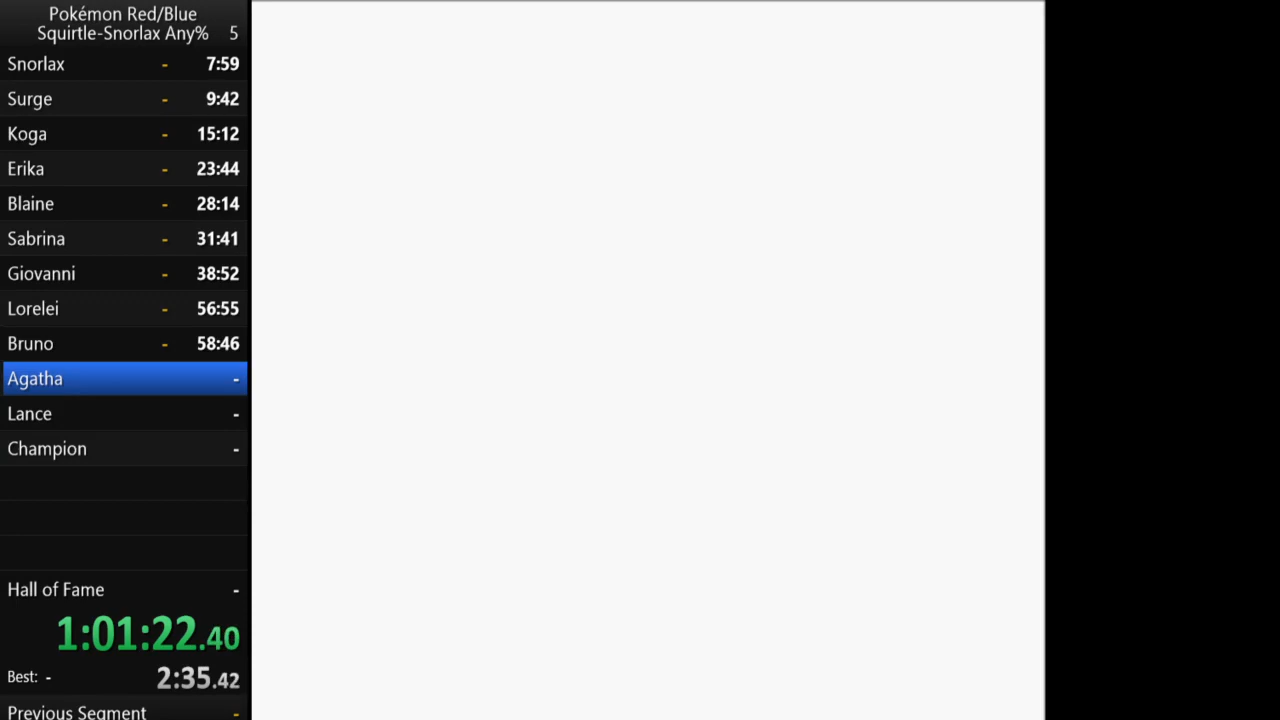 Pokémon Red/Blue
Squirtle-Snorlax Any% 5
Snorlax - 7:59
Surge - 9:42
Koga - 15:12
Erika - 23:44
Blaine - 28:14
Sabrina - 31:41
Giovanni - 38:52
Lorelei - 56:55
Bruno - 58:46
Agatha -
Lance -
Champion -
Hall of Fame -
1:01:22.40
Best: - 2:35.42
Previous Segment -